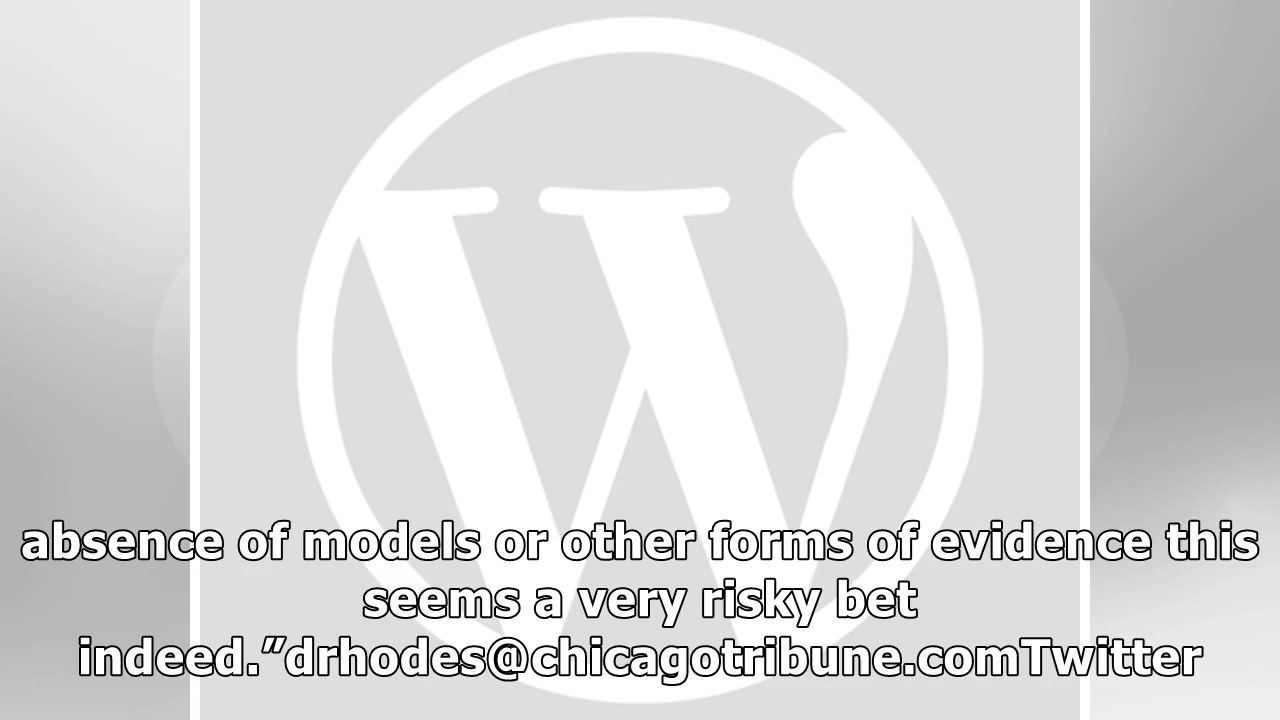 absence of models or other forms of evidence this
seems a very risky bet
indeed.”drhodes@chicagotribune.comTwitter